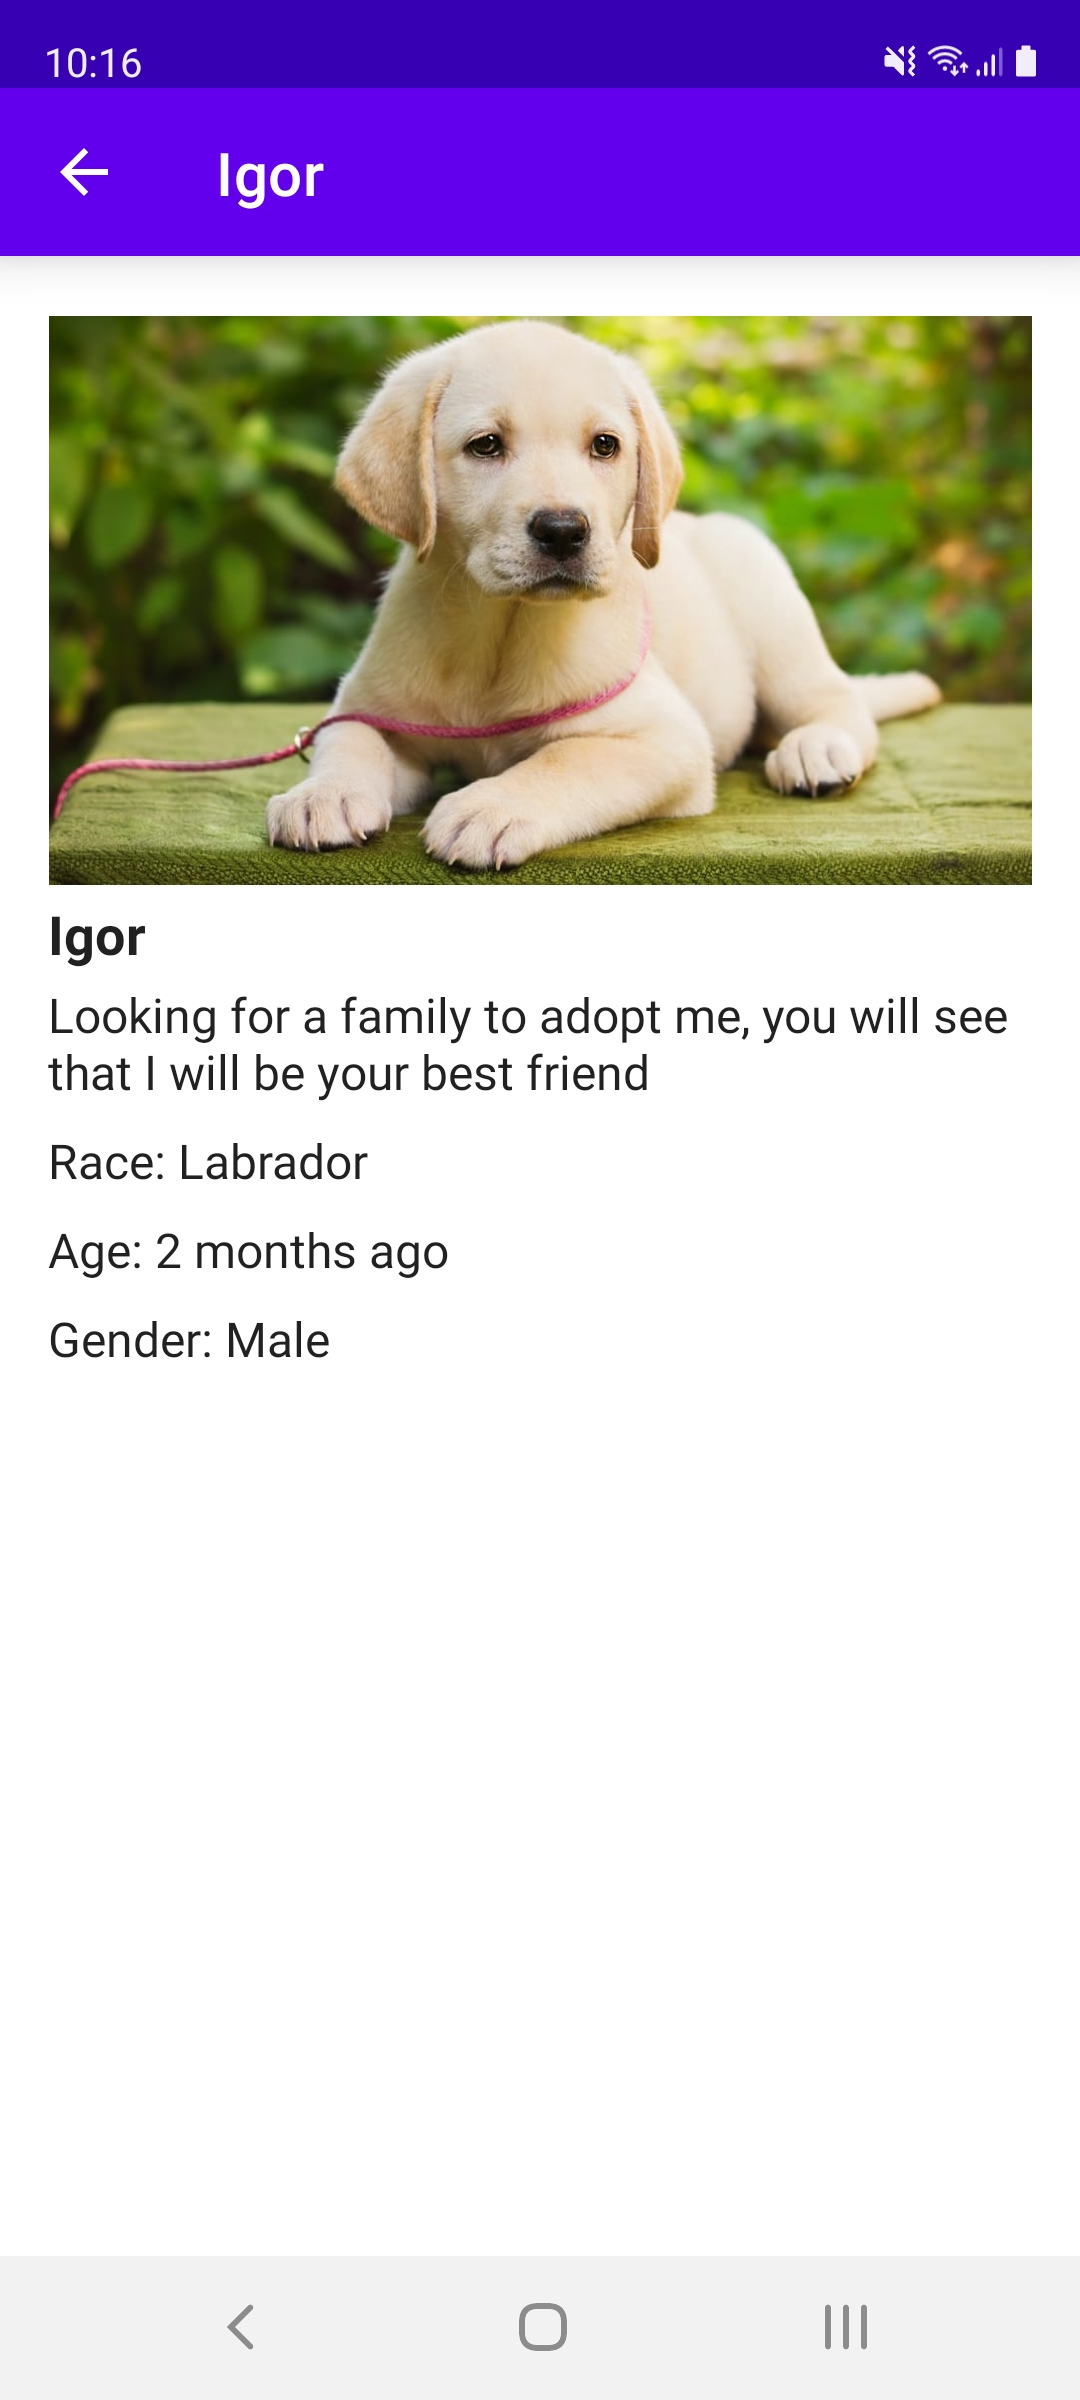 10:16
Igor
Igor
Looking for a family to adopt me, you will see
that I will be your best friend
Race: Labrador
Age: 2 months ago
Gender: Male